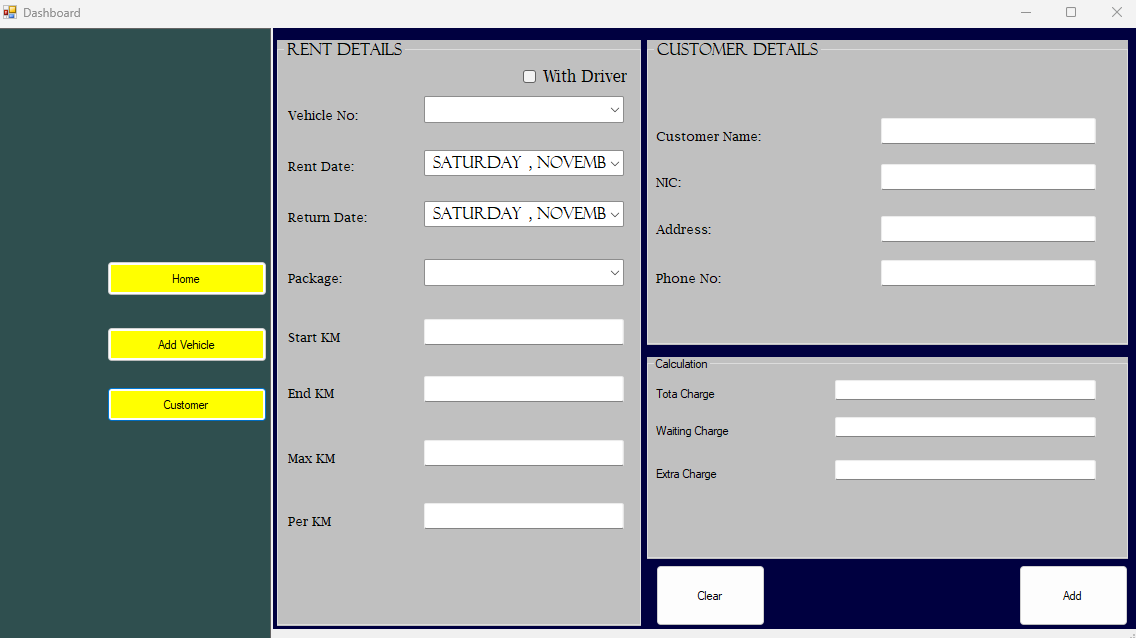 Dashboard
Home
Add Vehicle
Customer
RENT DETAILS
With Driver
Vehicle No:
Rent Date:
SATURDAY , NOVEMB
Return Date:
SATURDAY , NOVEMB
Package:
Start KM
End KM
Max KM
Per KM
CUSTOMER DETAILS
Customer Name:
NIC:
Address:
Phone No:
Calculation
Tota Charge
Waiting Charge
Extra Charge
Clear
Add